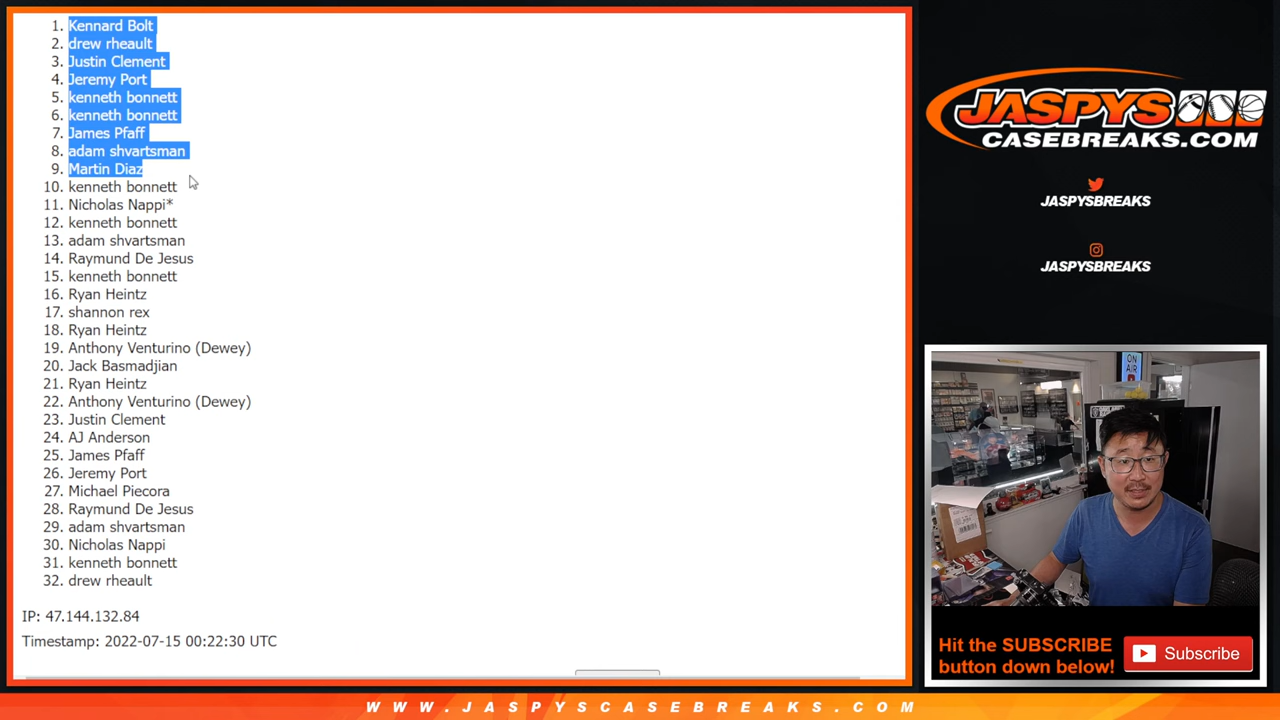 1. Kennard Bolt
2. drew rheault
3. Justin Clement
4. Jeremy Port
5. kenneth bonnett
6. kenneth bonnett
7. James Pfaff
8. adam shvartsman
9. Martin Diaz
10. kenneth bonnett
11. Nicholas Nappi*
12. kenneth bonnett
13. adam shvartsman
14. Raymund De Jesus
15. kenneth bonnett
16. Ryan Heintz
17. shannon rex
18. Ryan Heintz
19. Anthony Venturino (Dewey)
20. Jack Basmadjian
21. Ryan Heintz
22. Anthony Venturino (Dewey)
23. Justin Clement
24. AJ Anderson
25. James Pfaff
26. Jeremy Port
27. Michael Piecora
28. Raymund De Jesus
29. adam shvartsman
30. Nicholas Nappi
31. kenneth bonnett
32. drew rheault
IP: 47.144.132.84
Timestamp: 2022-07-15 00:22:30 UTC
JASPYS
CASEBREAKS.COM
JASPYSBREAKS
JASPYSBREAKS
ON
AIR
Hit the SUBSCRIBE
button down below!
Subscribe
WWW.JASPYSCASEBREAKS.COM